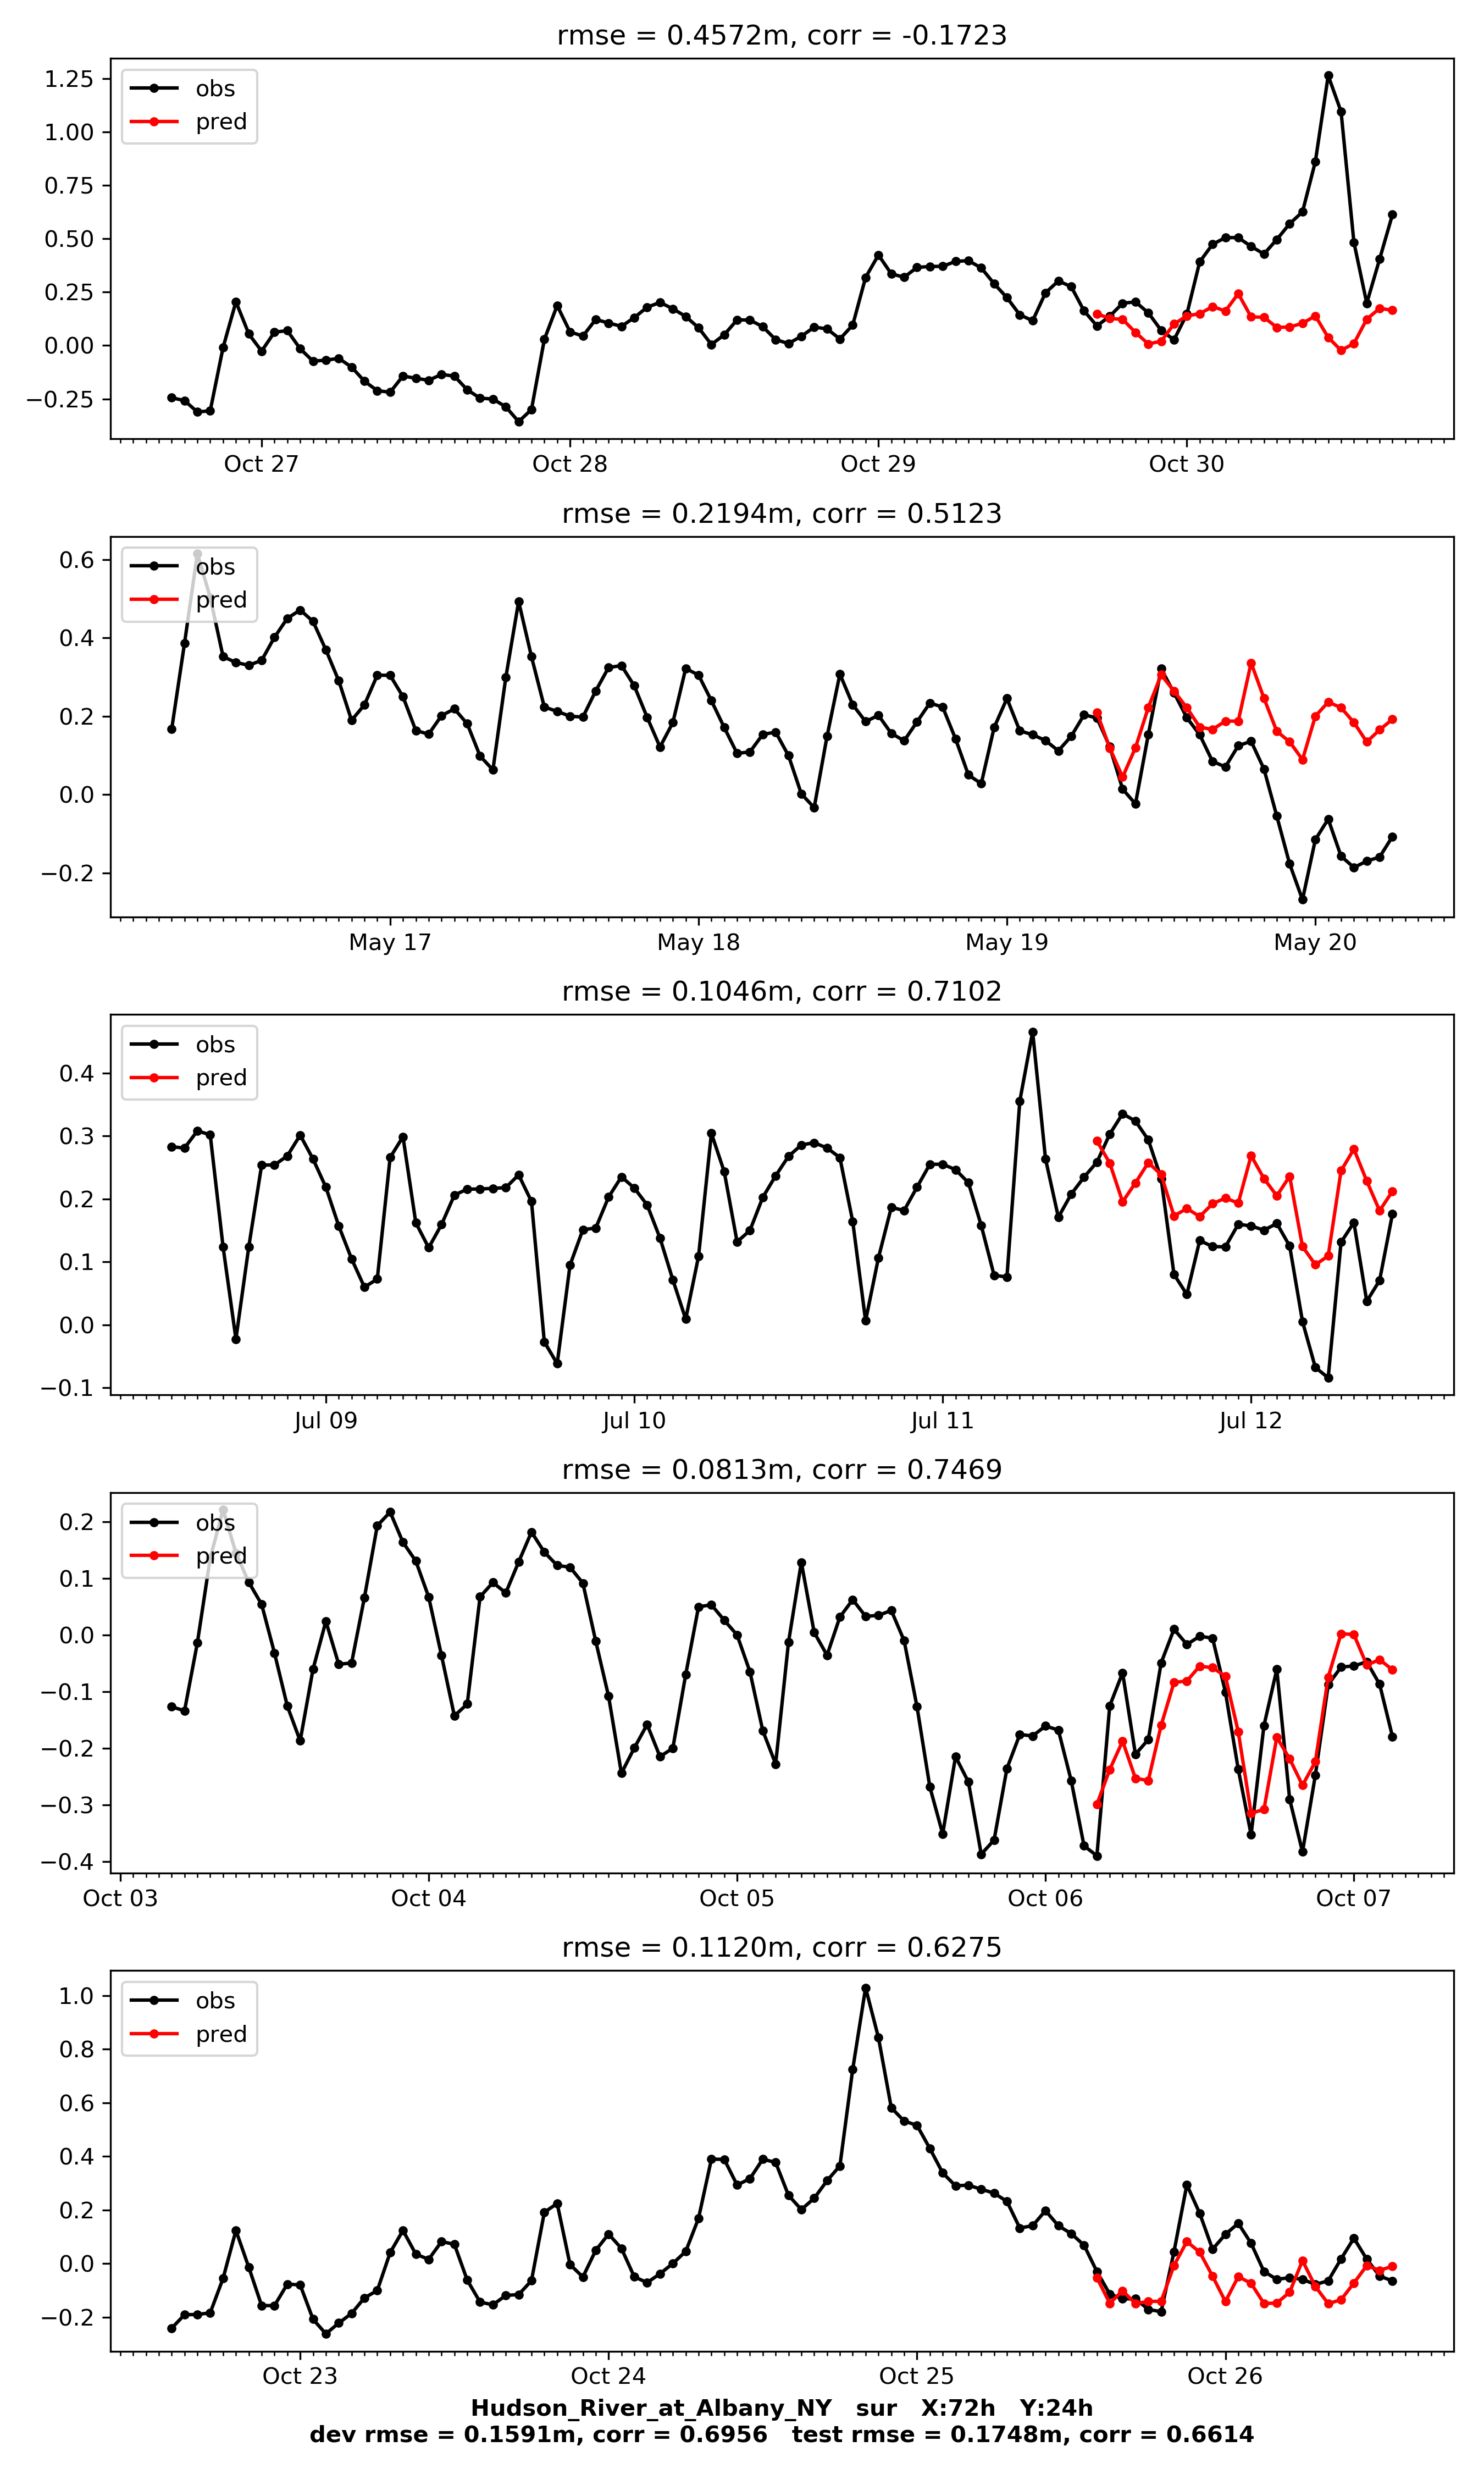 rmse = 0.4572m, corr = -0.1723
obs
pred
1.25
1.00
0.75
0.50
0.25
0.00
−0.25
Oct 27 Oct 28 Oct 29 Oct 30
rmse = 0.2194m, corr = 0.5123
obs
pred
0.6
0.4
0.2
0.0
−0.2
May 17 May 18 May 19 May 20
rmse = 0.1046m, corr = 0.7102
obs
pred
0.4
0.3
0.2
0.1
0.0
−0.1
Jul 09 Jul 10 Jul 11 Jul 12
rmse = 0.0813m, corr = 0.7469
obs
pred
0.2
0.1
0.0
−0.1
−0.2
−0.3
−0.4
Oct 03 Oct 04 Oct 05 Oct 06 Oct 07
rmse = 0.1120m, corr = 0.6275
obs
pred
1.0
0.8
0.6
0.4
0.2
0.0
−0.2
Oct 23 Oct 24 Oct 25 Oct 26
Hudson_River_at_Albany_NY sur X:72h Y:24h
dev rmse = 0.1591m, corr = 0.6956 test rmse = 0.1748m, corr = 0.6614